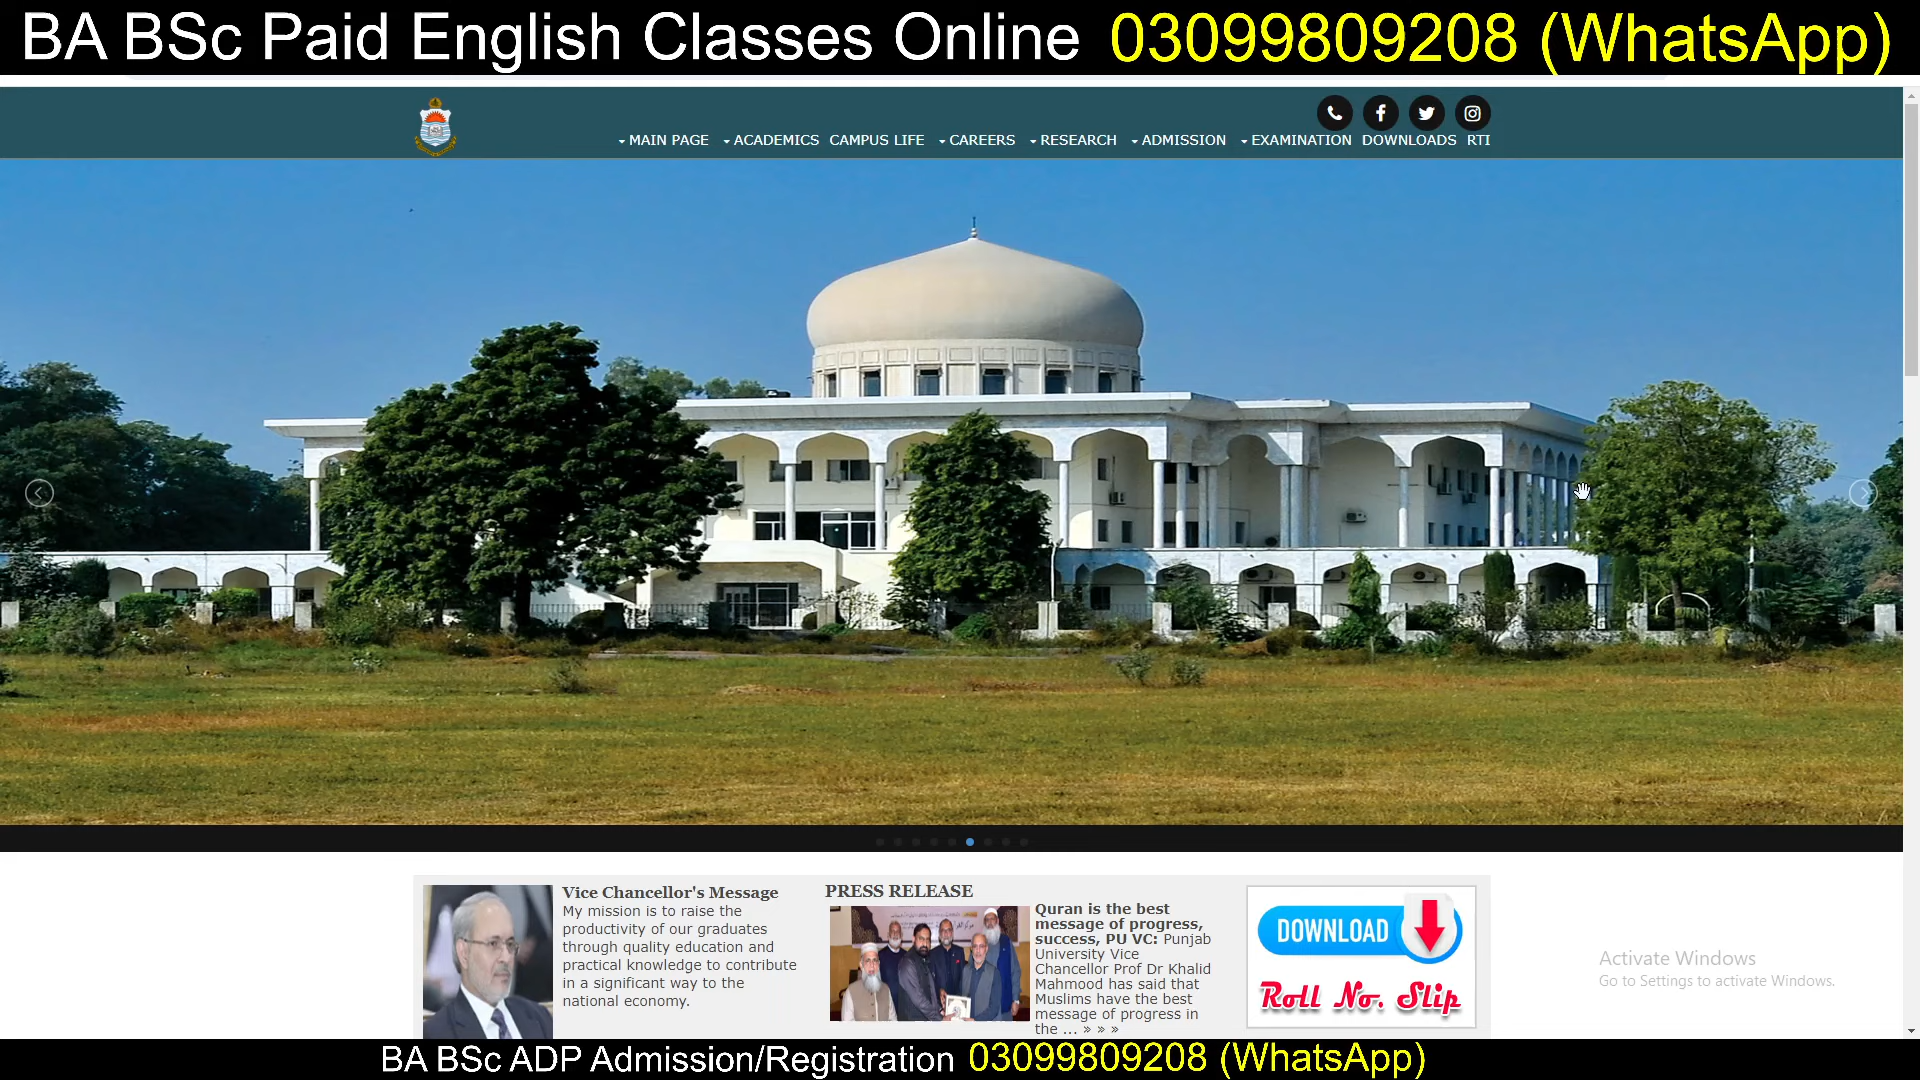 BA BSc Paid English Classes Online 03099809208 (WhatsApp)
MAIN PAGE ACADEMICS CAMPUS LIFE CAREERS RESEARCH ADMISSION EXAMINATION DOWNLOADS RTI
Vice Chancellor's Message
My mission is to raise the
productivity of our graduates
through quality education and
practical knowledge to contribute
in a significant way to the
national economy.
PRESS RELEASE
Quran is the best
message of progress,
success, PU VC: Punjab
University Vice
Chancellor Prof Dr Khalid
Mahmood has said that
Muslims have the best
message of progress in
the ... » » »
DOWNLOAD
Roll No. Slip
Activate Windows
Go to Settings to activate Windows.
BA BSc ADP Admission/Registration 03099809208 (WhatsApp)